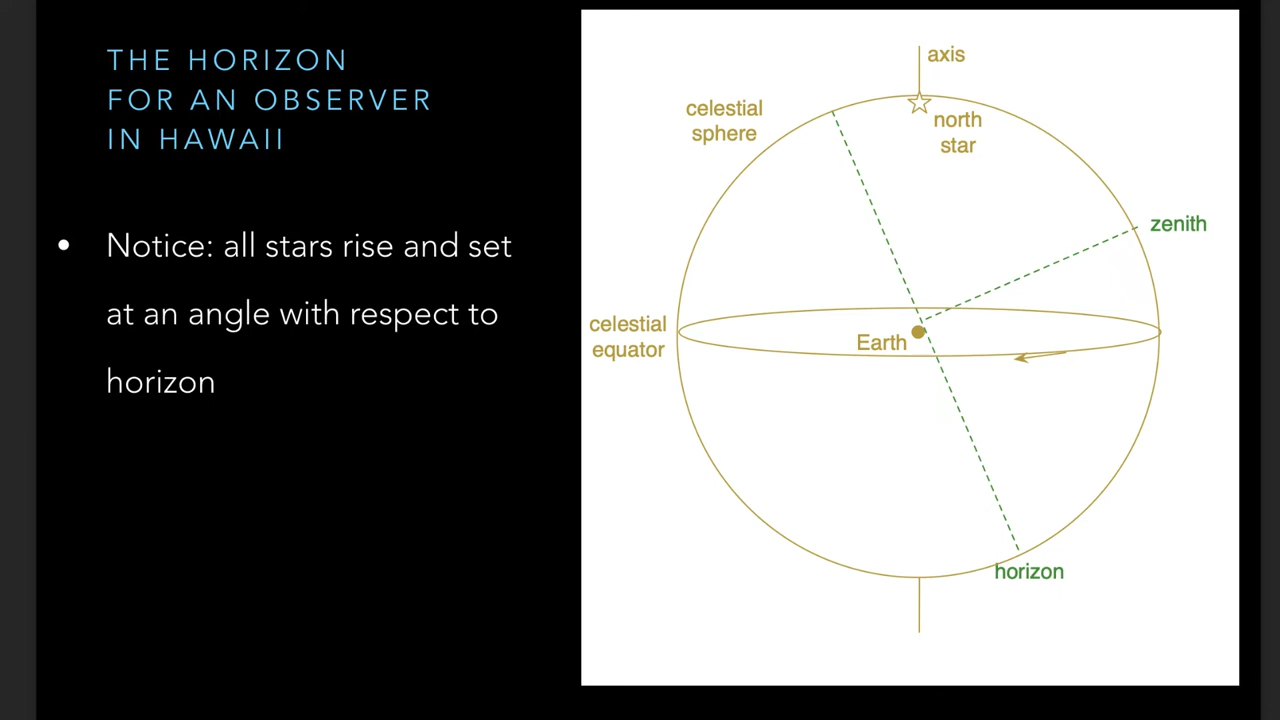 THE HORIZON
FOR AN OBSERVER
IN HAWAII
• Notice: all stars rise and set
at an angle with respect to
horizon
axis
celestial
sphere
north
star
zenith
celestial
equator
Earth
horizon